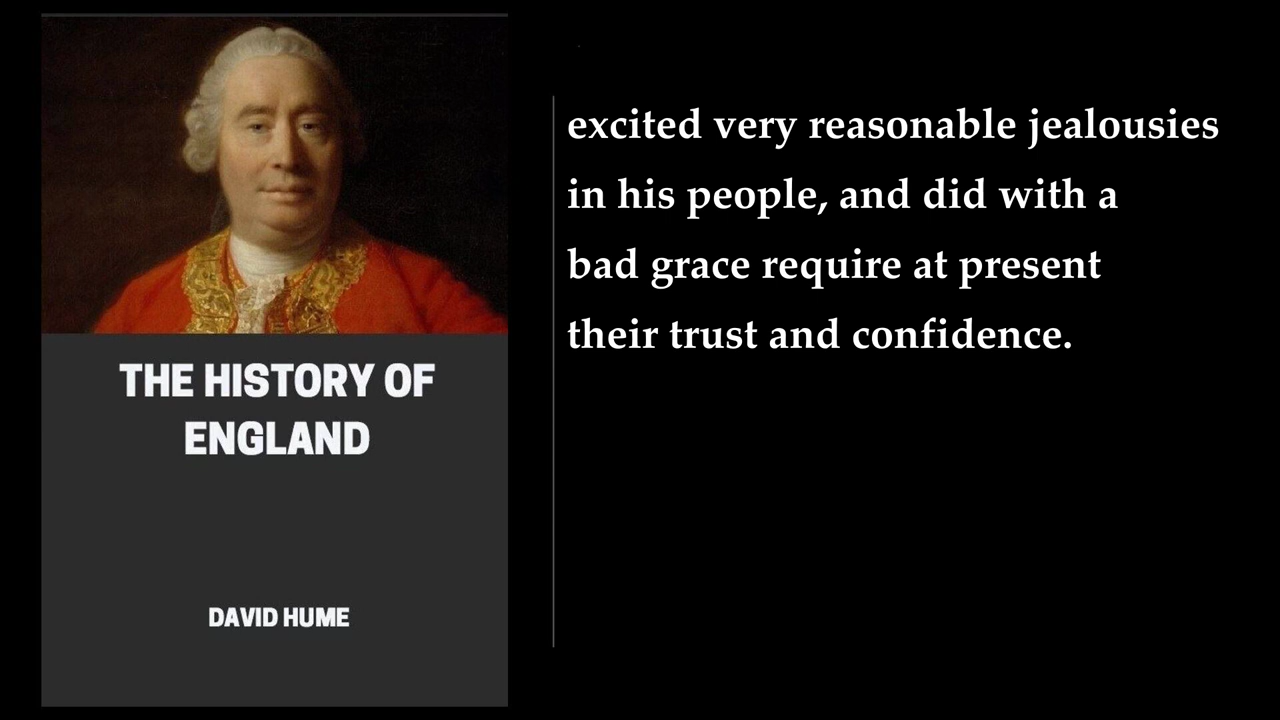 THE HISTORY OF
ENGLAND
DAVID HUME
excited very reasonable jealousies
in his people, and did with a
bad grace require at present
their trust and confidence.